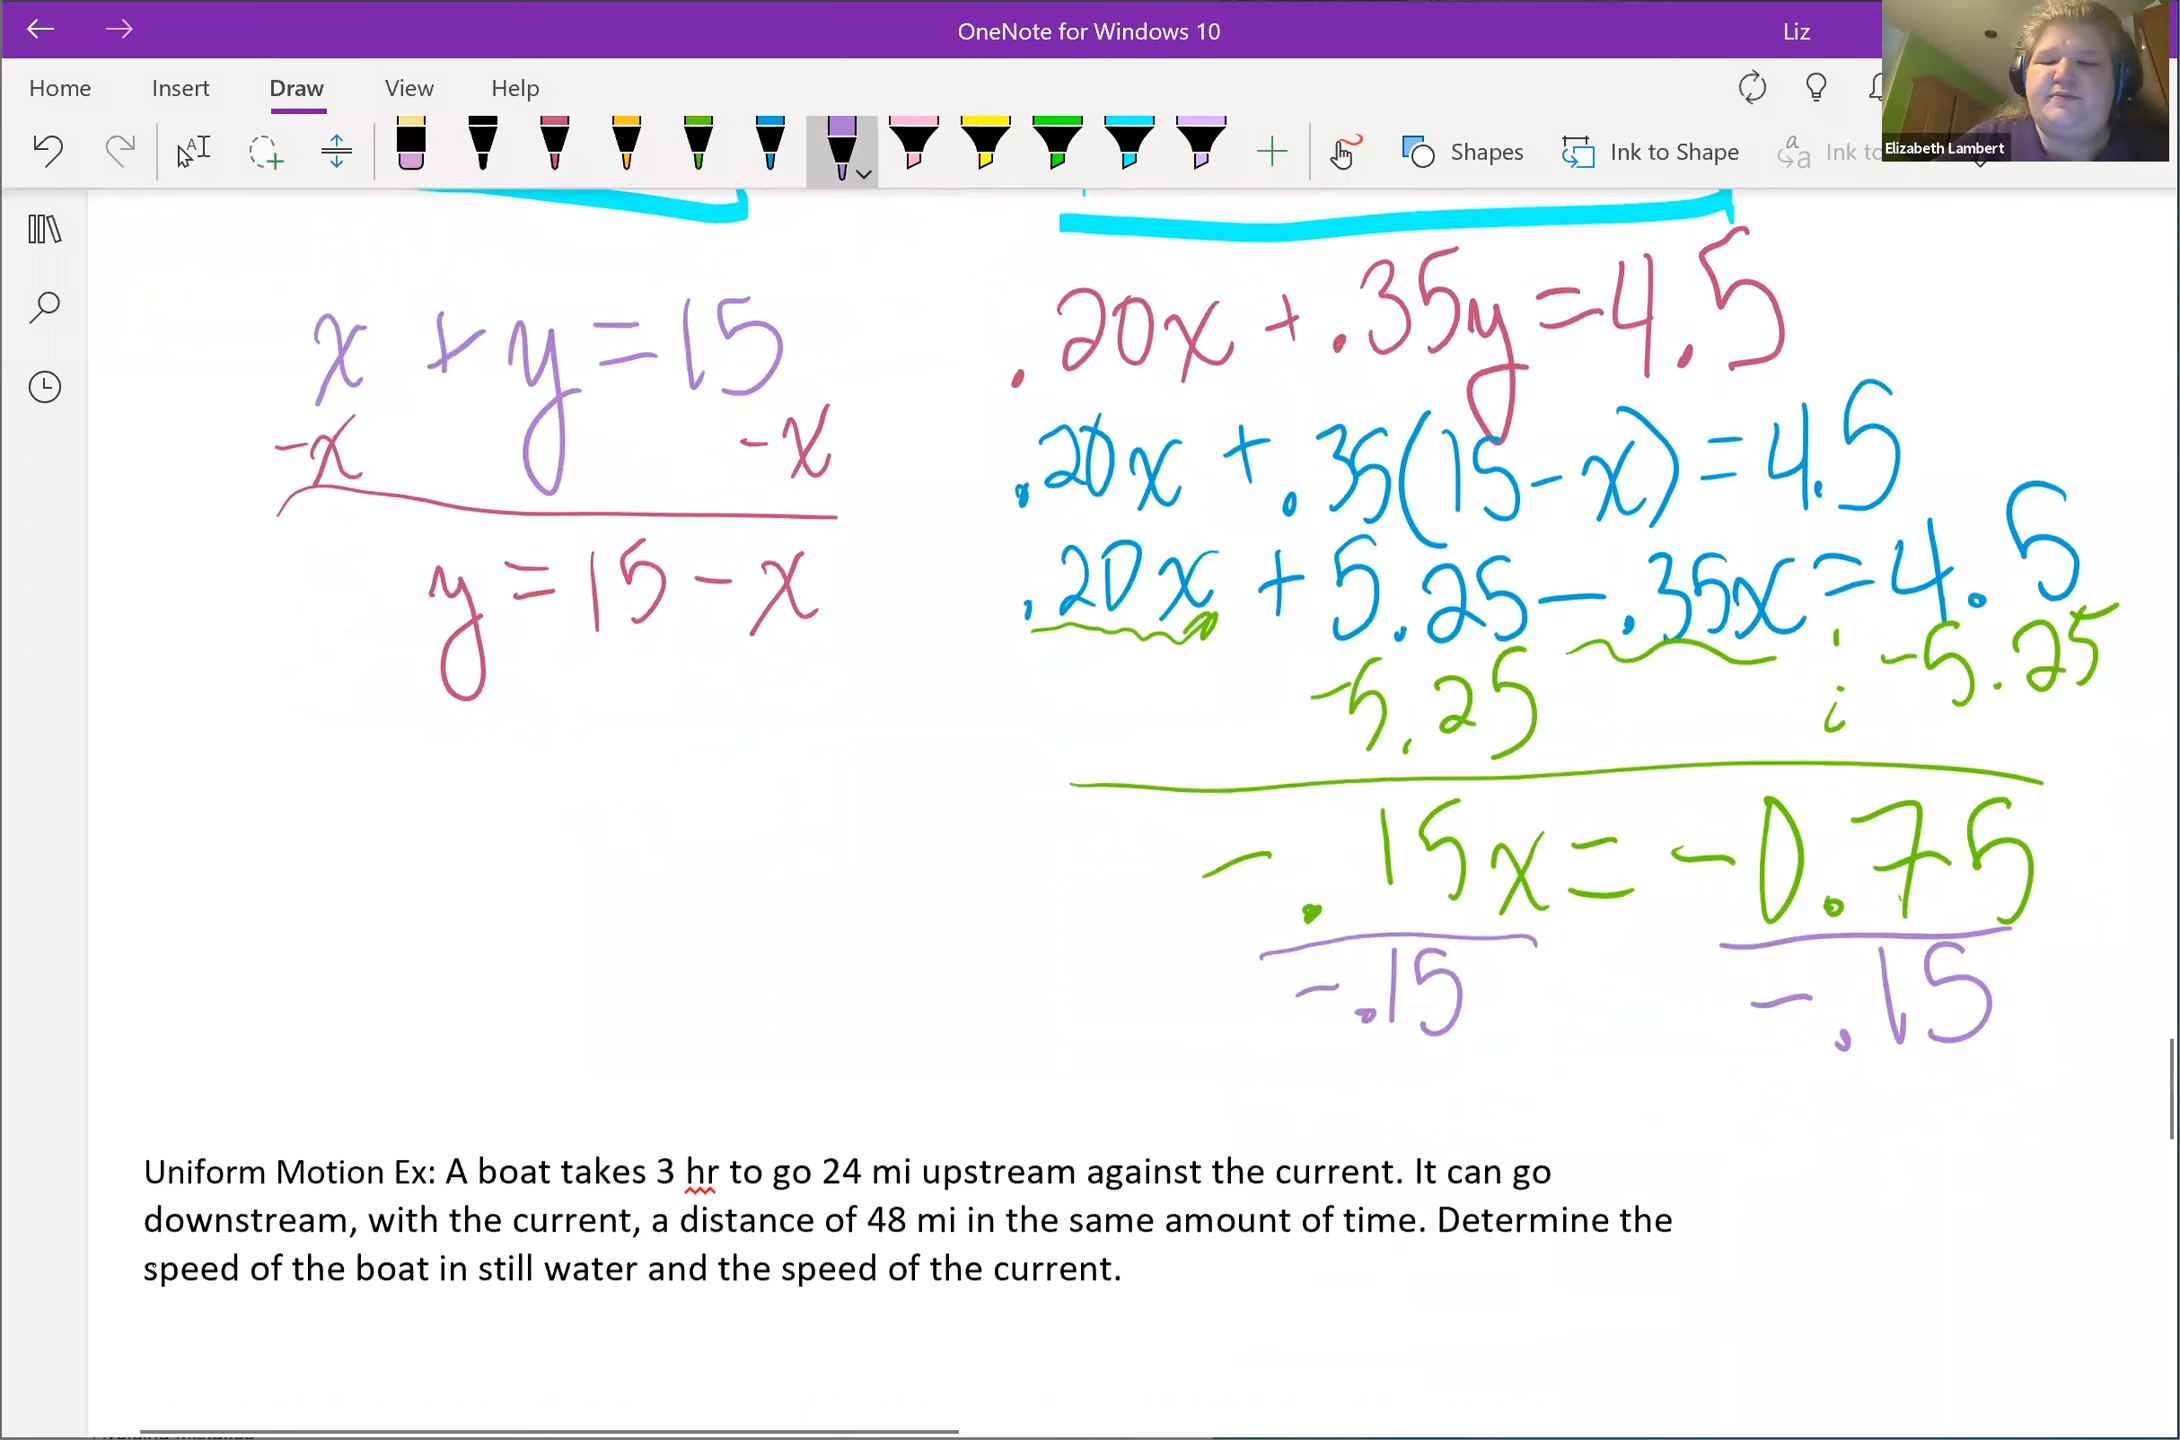 OneNote for Windows 10
Liz
Home Insert Draw View Help
Shapes Ink to Shape Ink to
Elizabeth Lambert
x + y = 15
-x -x
y = 15 - x
.20x + .35y = 4.5
.20x + .35(15 - x) = 4.5
.20x + 5.25 - .35x = 4.5
-5.25 -5.25
-.15x = -0.75
-.15 -.15
Uniform Motion Ex: A boat takes 3 hr to go 24 mi upstream against the current. It can go
downstream, with the current, a distance of 48 mi in the same amount of time. Determine the
speed of the boat in still water and the speed of the current.